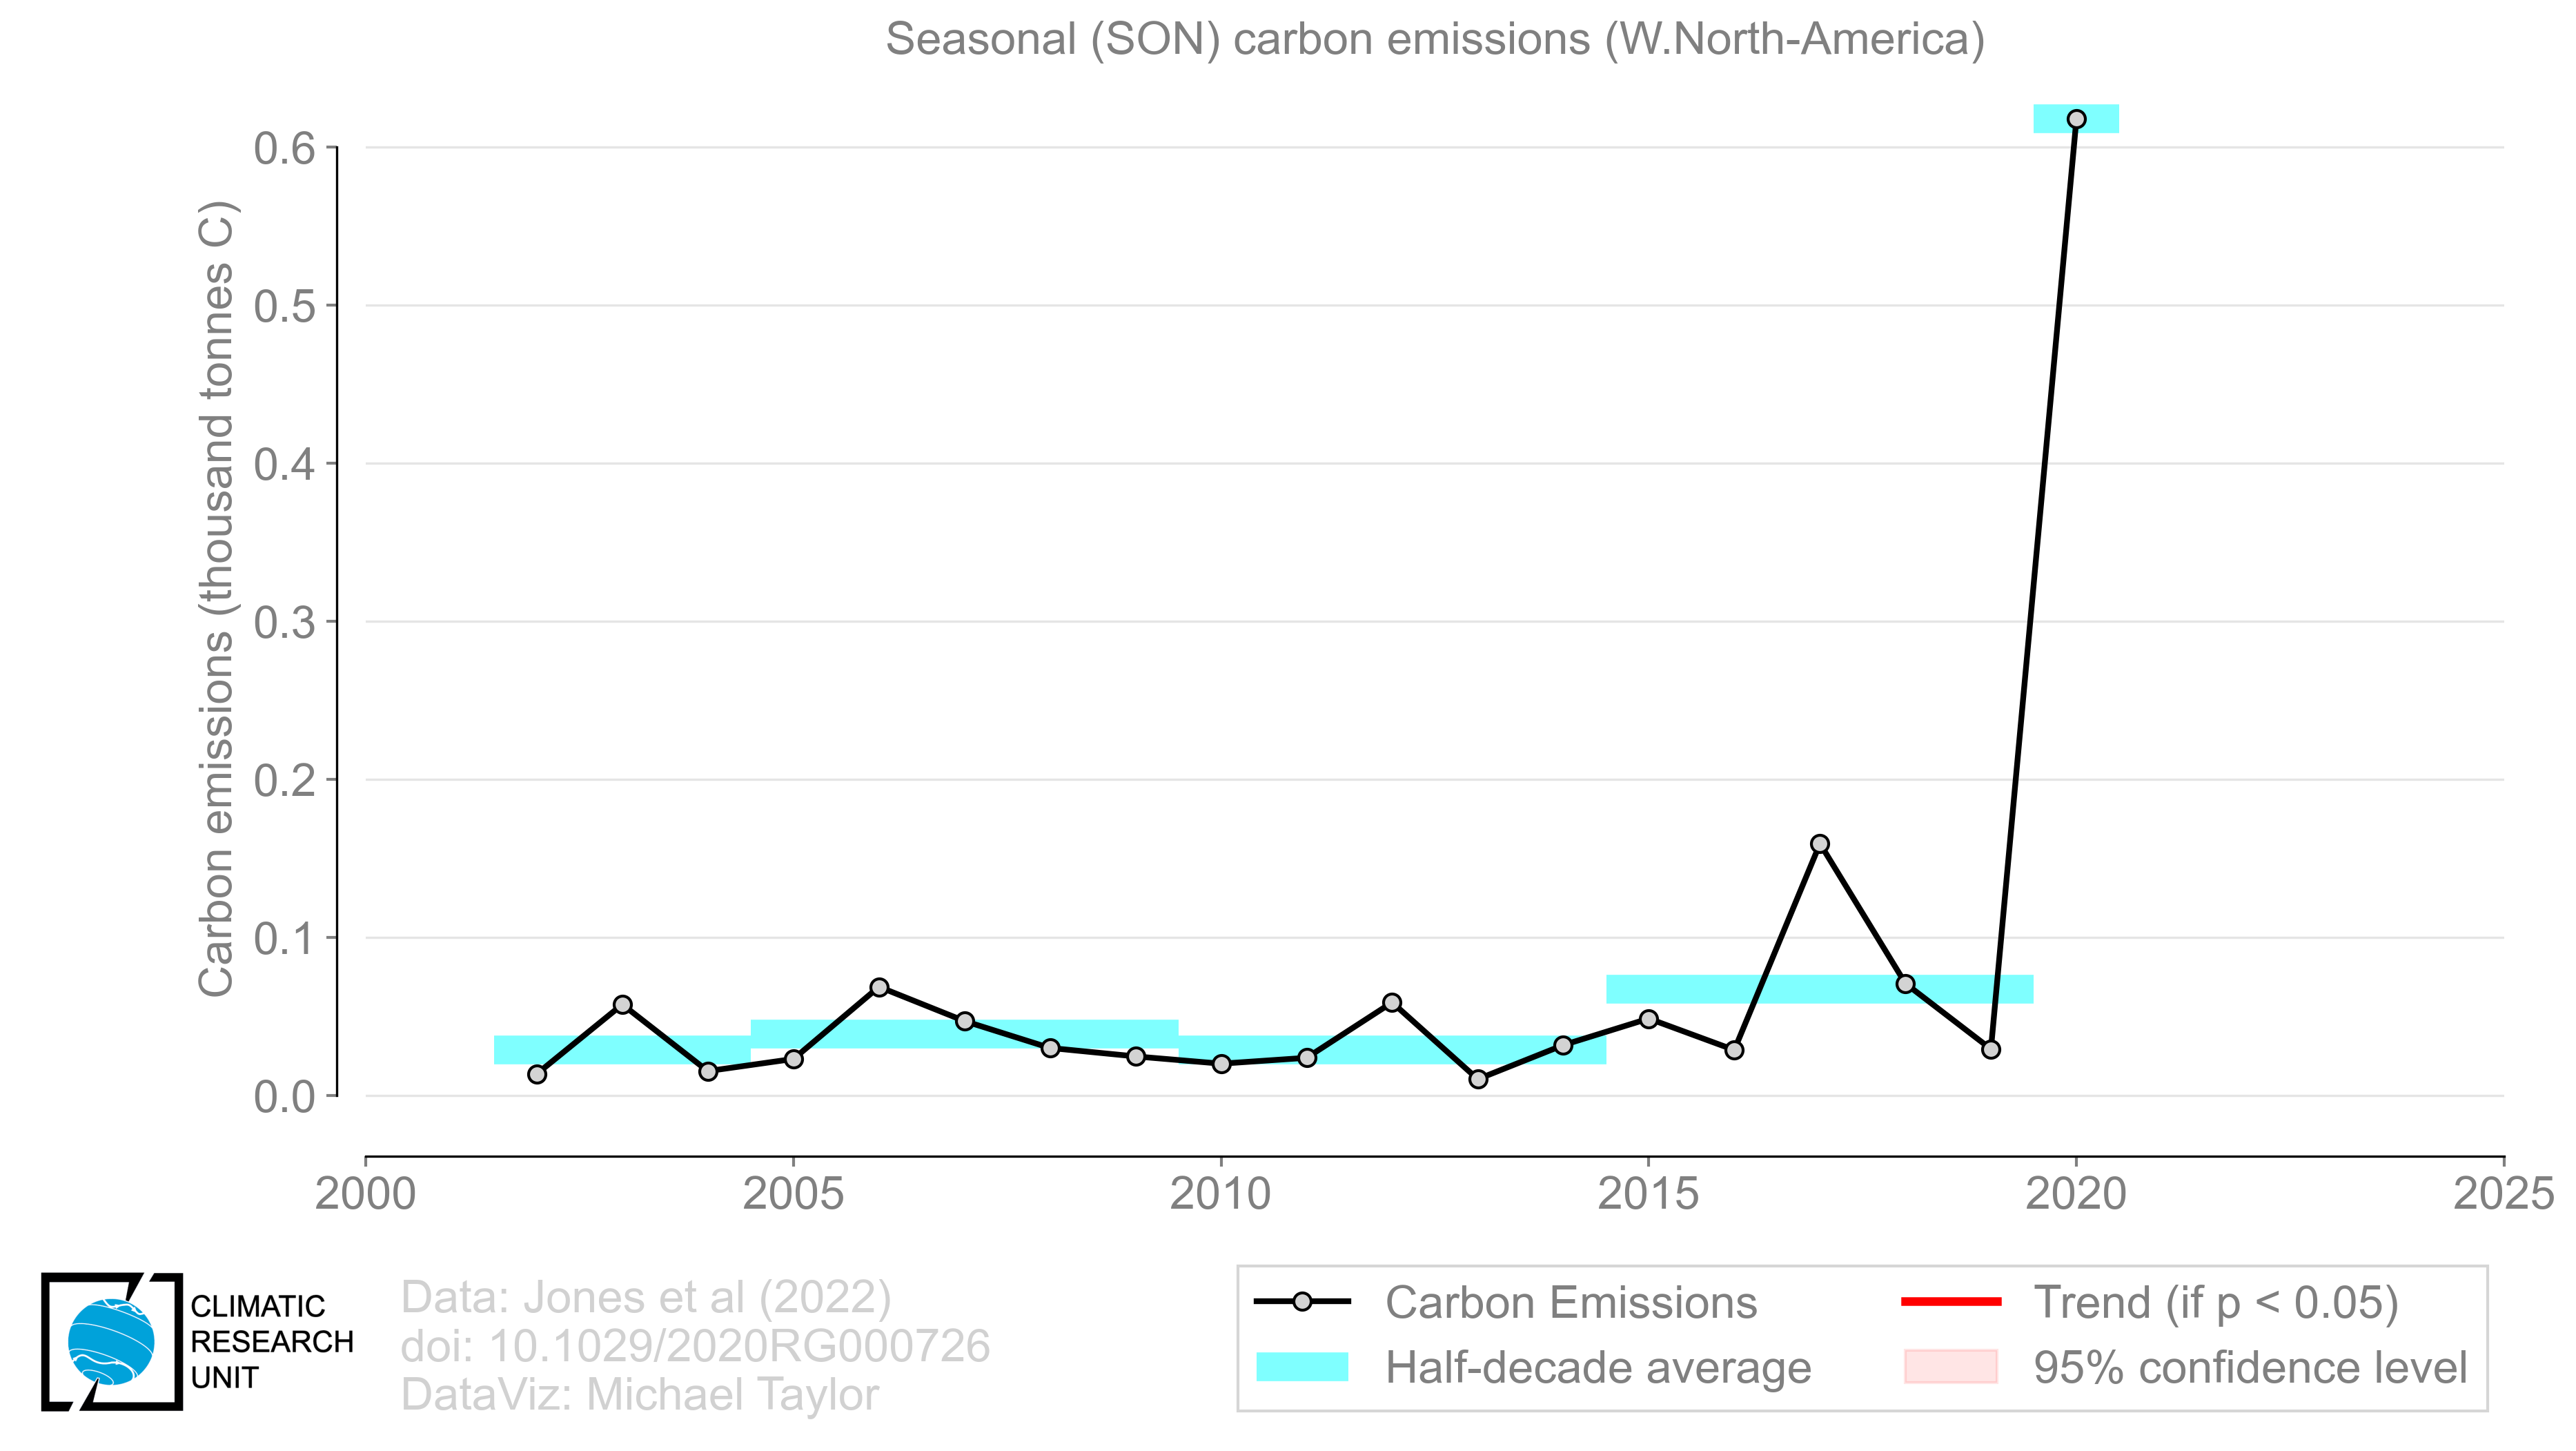 Seasonal (SON) carbon emissions (W.North-America)
Carbon emissions (thousand tonnes C)
0.6
0.5
0.4
0.3
0.2
0.1
0.0
2000 2005 2010 2015 2020 2025
CLIMATIC
RESEARCH
UNIT
Data: Jones et al (2022)
doi: 10.1029/2020RG000726
DataViz: Michael Taylor
Carbon Emissions
Half-decade average
Trend (if p < 0.05)
95% confidence level